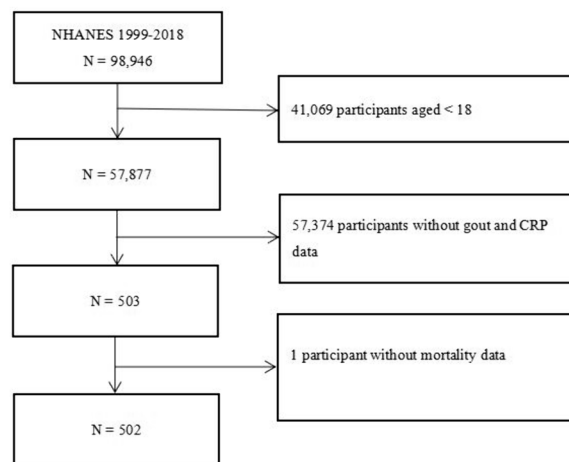 NHANES 1999-2018
N = 98,946
41,069 participants aged < 18
N = 57,877
57,374 participants without gout and CRP
data
N = 503
1 participant without mortality data
N = 502